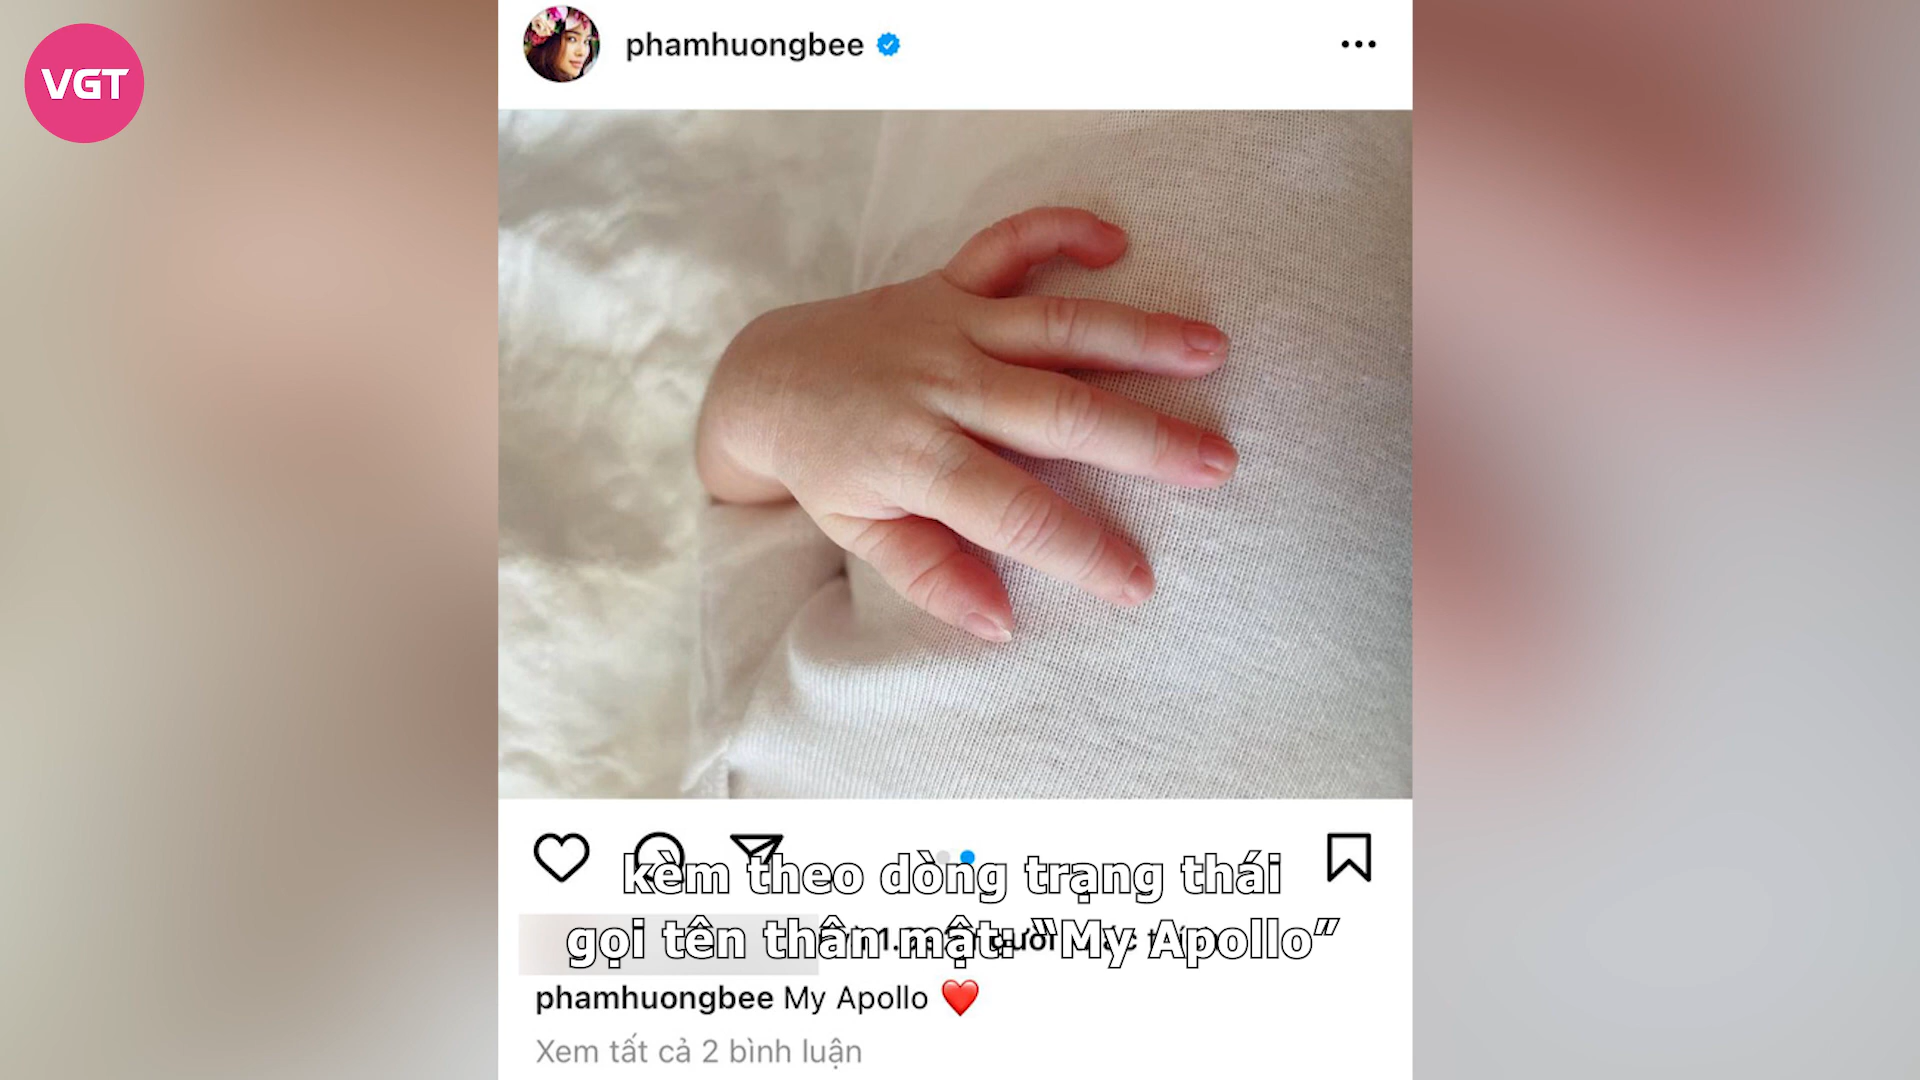 VGT
phamhuongbee
kèm theo dòng trạng thái
gọi tên thân mật: “My Apollo”
phamhuongbee My Apollo
Xem tất cả 2 bình luận